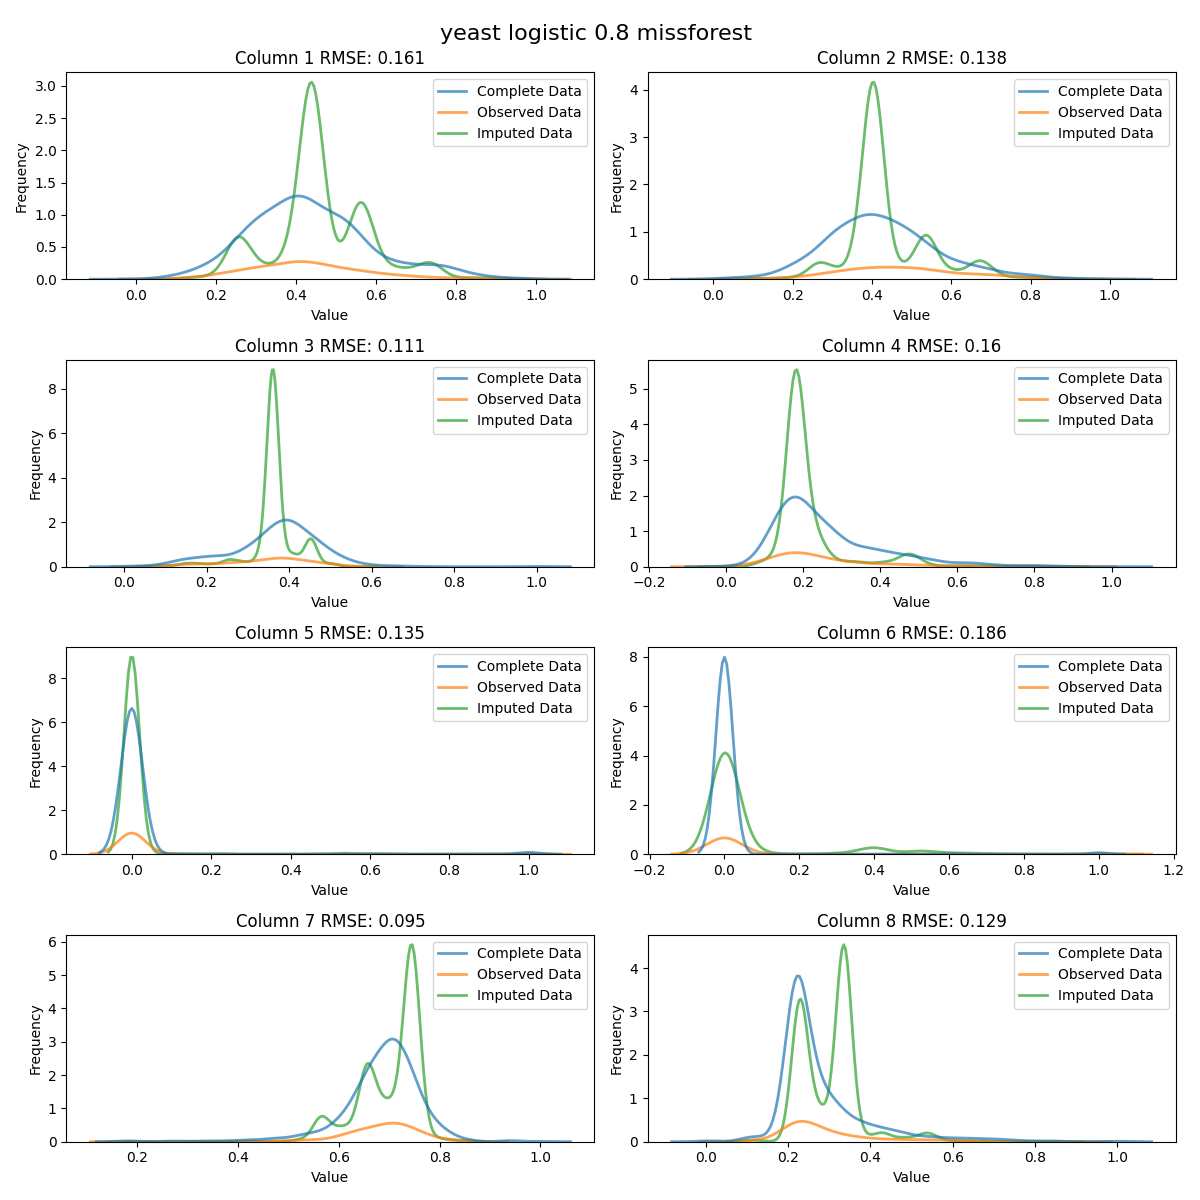 yeast logistic 0.8 missforest
Column 1 RMSE: 0.161
Frequency
3.0
2.5
2.0
1.5
1.0
0.5
0.0
0.0 0.2 0.4 0.6 0.8 1.0
Value
Complete Data
Observed Data
Imputed Data
Column 2 RMSE: 0.138
Frequency
4
3
2
1
0
0.0 0.2 0.4 0.6 0.8 1.0
Value
Complete Data
Observed Data
Imputed Data
Column 3 RMSE: 0.111
Frequency
8
6
4
2
0
0.0 0.2 0.4 0.6 0.8 1.0
Value
Complete Data
Observed Data
Imputed Data
Column 4 RMSE: 0.16
Frequency
5
4
3
2
1
0
−0.2 0.0 0.2 0.4 0.6 0.8 1.0
Value
Complete Data
Observed Data
Imputed Data
Column 5 RMSE: 0.135
Frequency
8
6
4
2
0
0.0 0.2 0.4 0.6 0.8 1.0
Value
Complete Data
Observed Data
Imputed Data
Column 6 RMSE: 0.186
Frequency
8
6
4
2
0
−0.2 0.0 0.2 0.4 0.6 0.8 1.0 1.2
Value
Complete Data
Observed Data
Imputed Data
Column 7 RMSE: 0.095
Frequency
6
5
4
3
2
1
0
0.2 0.4 0.6 0.8 1.0
Value
Complete Data
Observed Data
Imputed Data
Column 8 RMSE: 0.129
Frequency
4
3
2
1
0
0.0 0.2 0.4 0.6 0.8 1.0
Value
Complete Data
Observed Data
Imputed Data